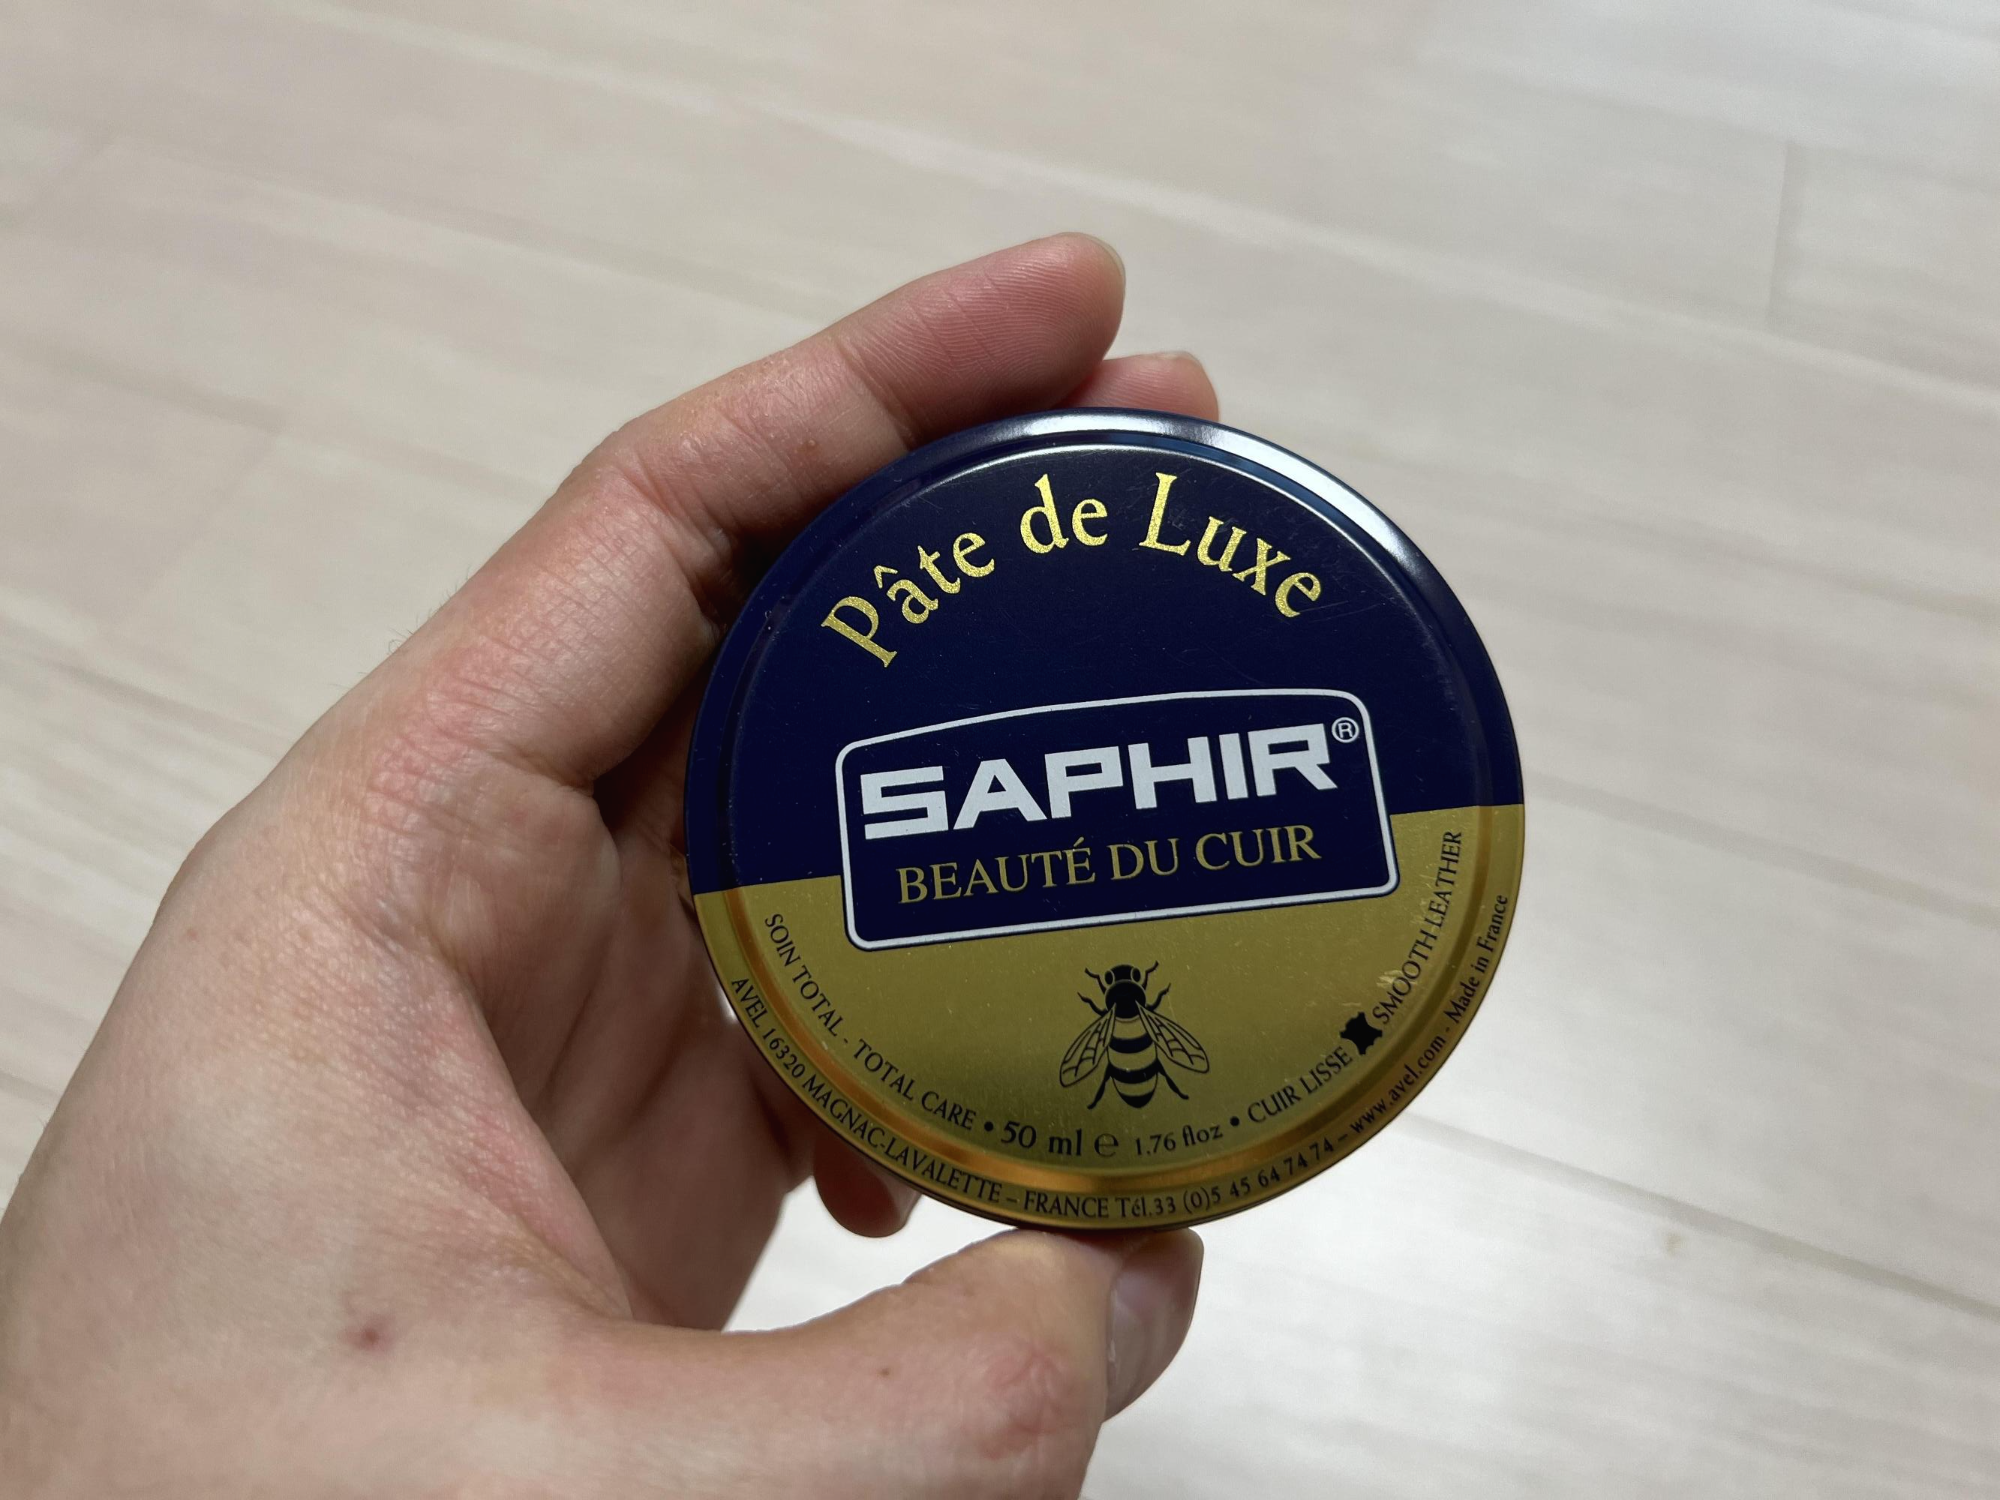 Pâte de Luxe
SAPHIR®
BEAUTÉ DU CUIR
SOIN TOTAL - TOTAL CARE • 50 ml ℮ 1,76 floz • CUIR LISSE SMOOTH LEATHER
AVEL 16320 MAGNAC-LAVALETTE – FRANCE Tél.33 (0)5 45 64 74 74 – www.avel.com - Made in France